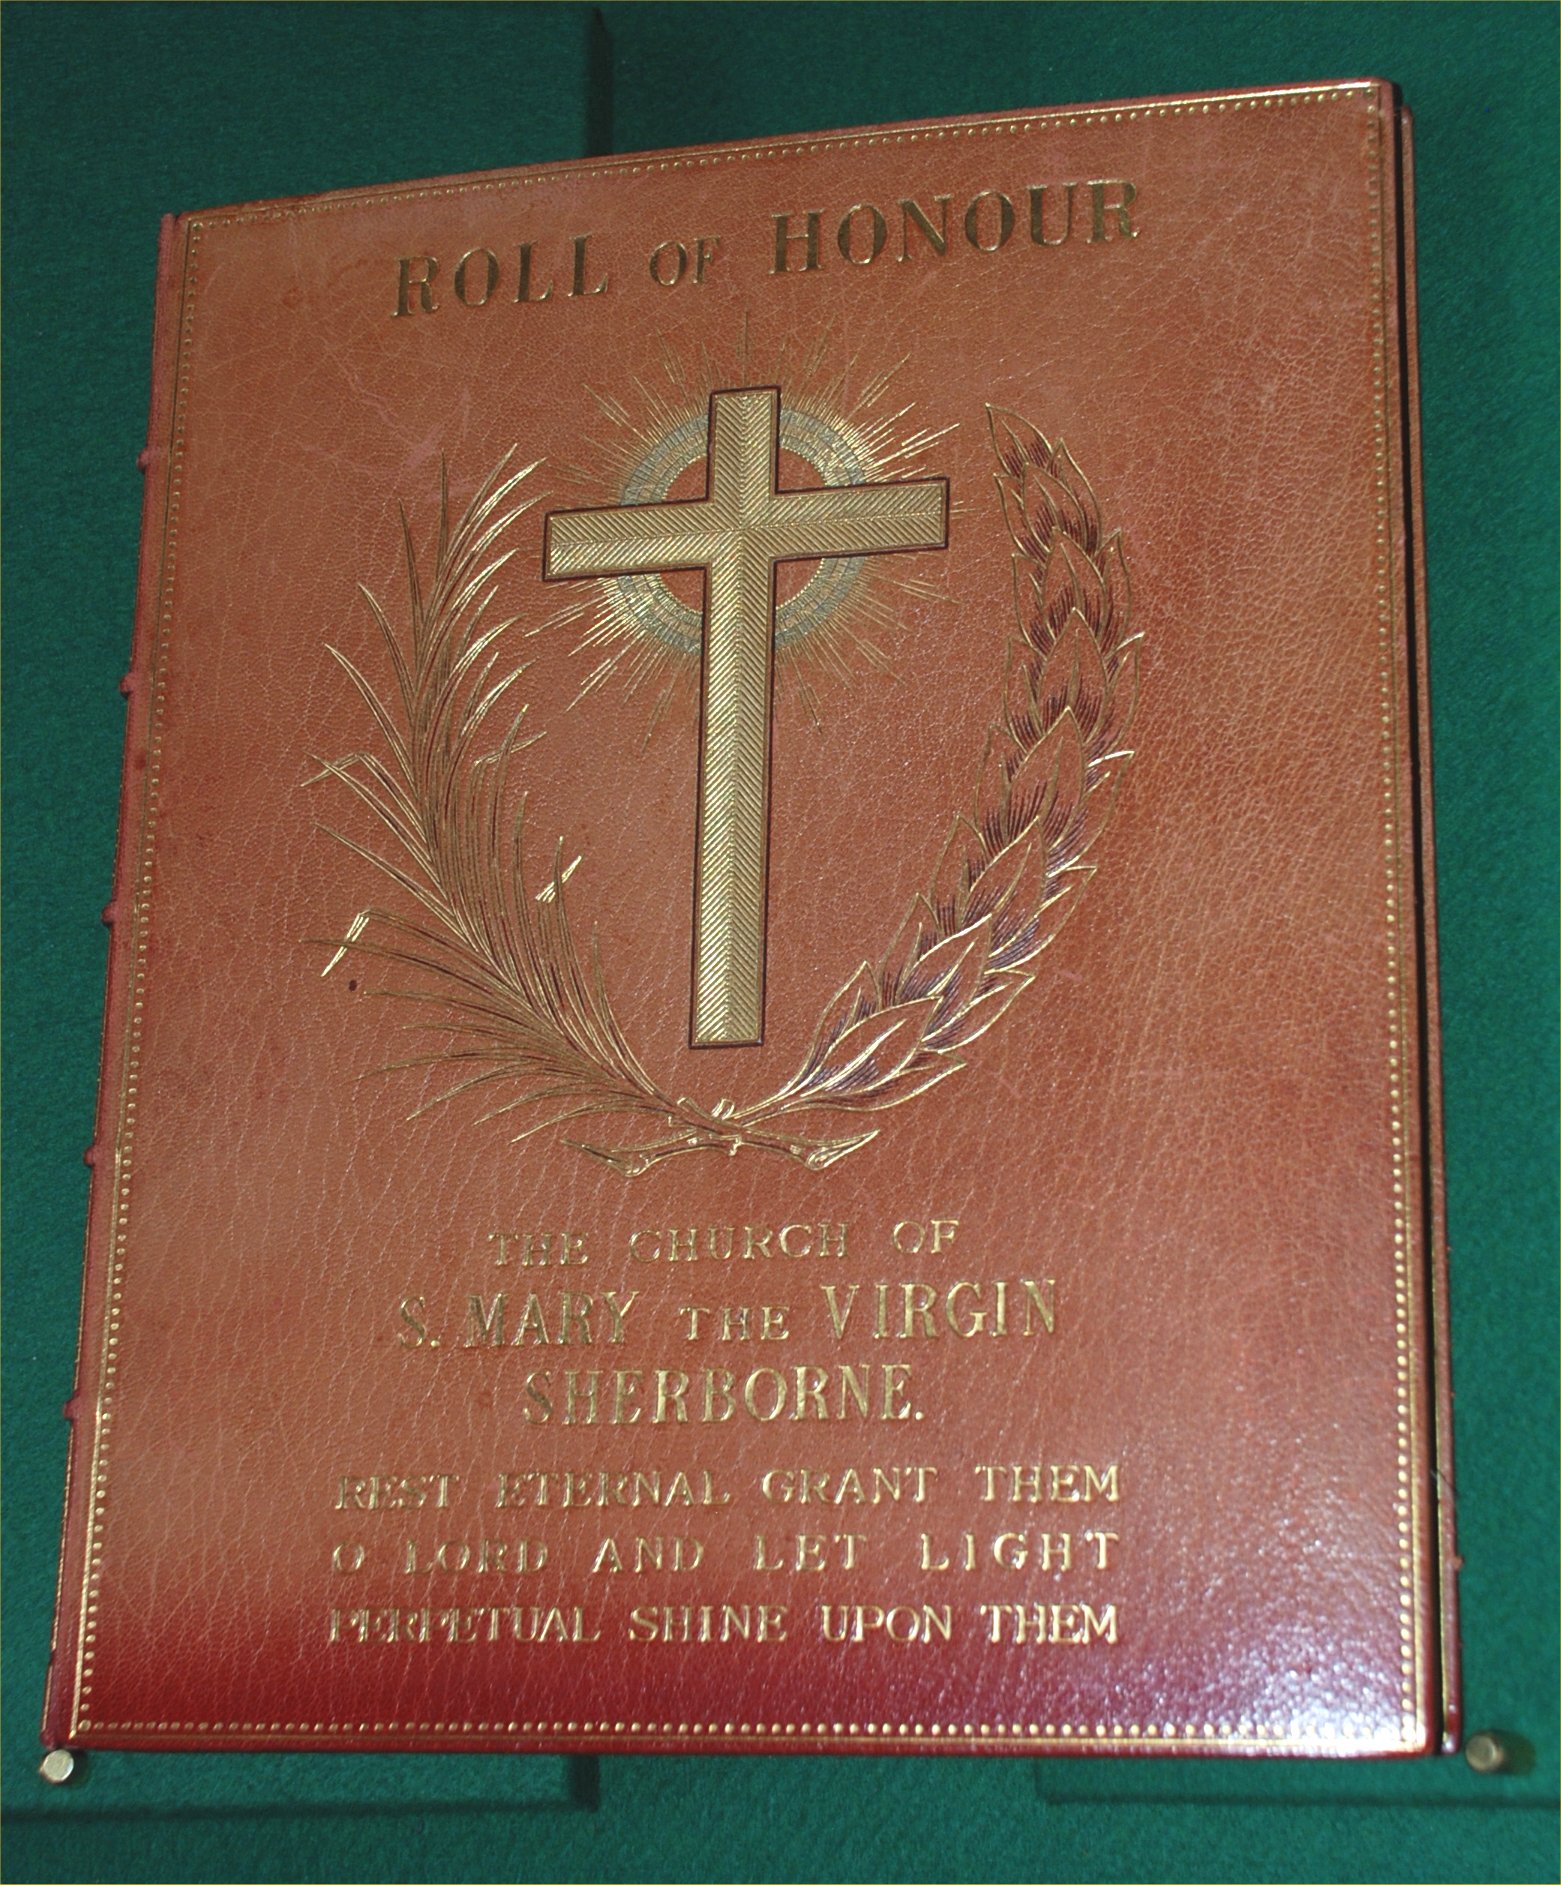 ROLL OF HONOUR
THE CHURCH OF
S. MARY THE VIRGIN
SHERBORNE.
REST ETERNAL GRANT THEM
O LORD AND LET LIGHT
PERPETUAL SHINE UPON THEM